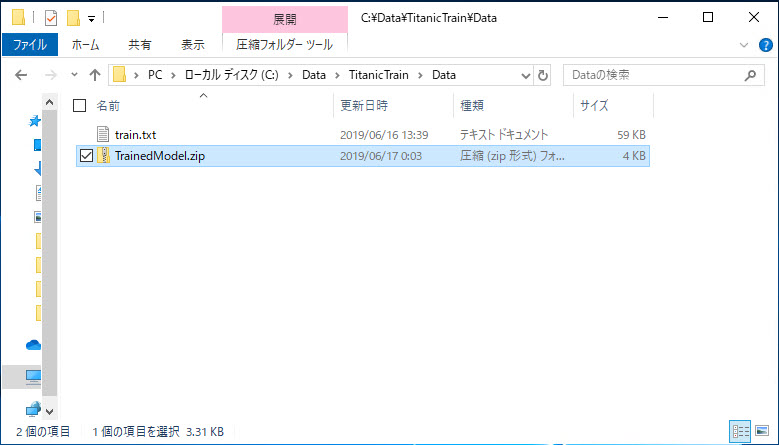 展開
C:¥Data¥TitanicTrain¥Data
ファイル
ホーム
共有
表示
圧縮フォルダー ツール
PC > ローカル ディスク (C:) > Data > TitanicTrain > Data
Dataの検索
名前 更新日時 種類 サイズ
train.txt 2019/06/16 13:39 テキスト ドキュメント 59 KB
TrainedModel.zip 2019/06/17 0:03 圧縮 (zip 形式) フォ... 4 KB
2 個の項目 1 個の項目を選択 3.31 KB